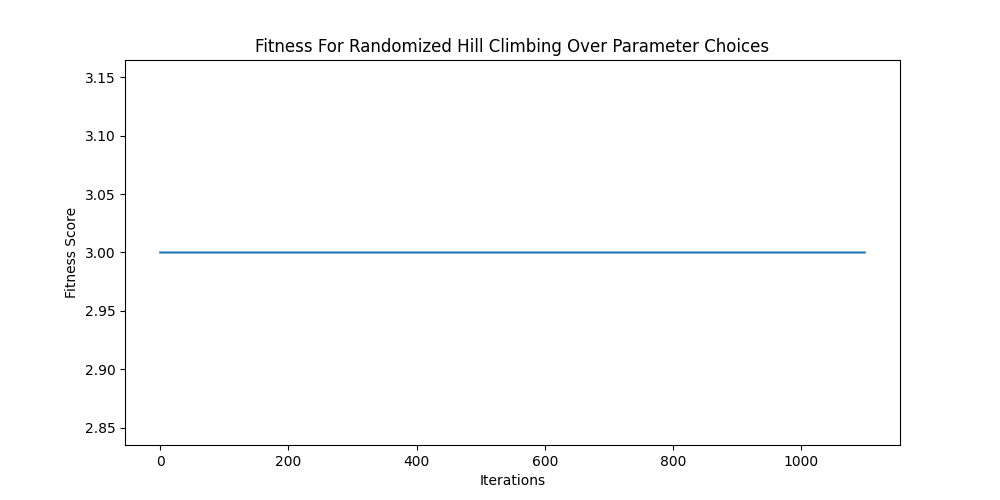 Fitness For Randomized Hill Climbing Over Parameter Choices
3.15
3.10
3.05
3.00
2.95
2.90
2.85
Fitness Score
0 200 400 600 800 1000
Iterations